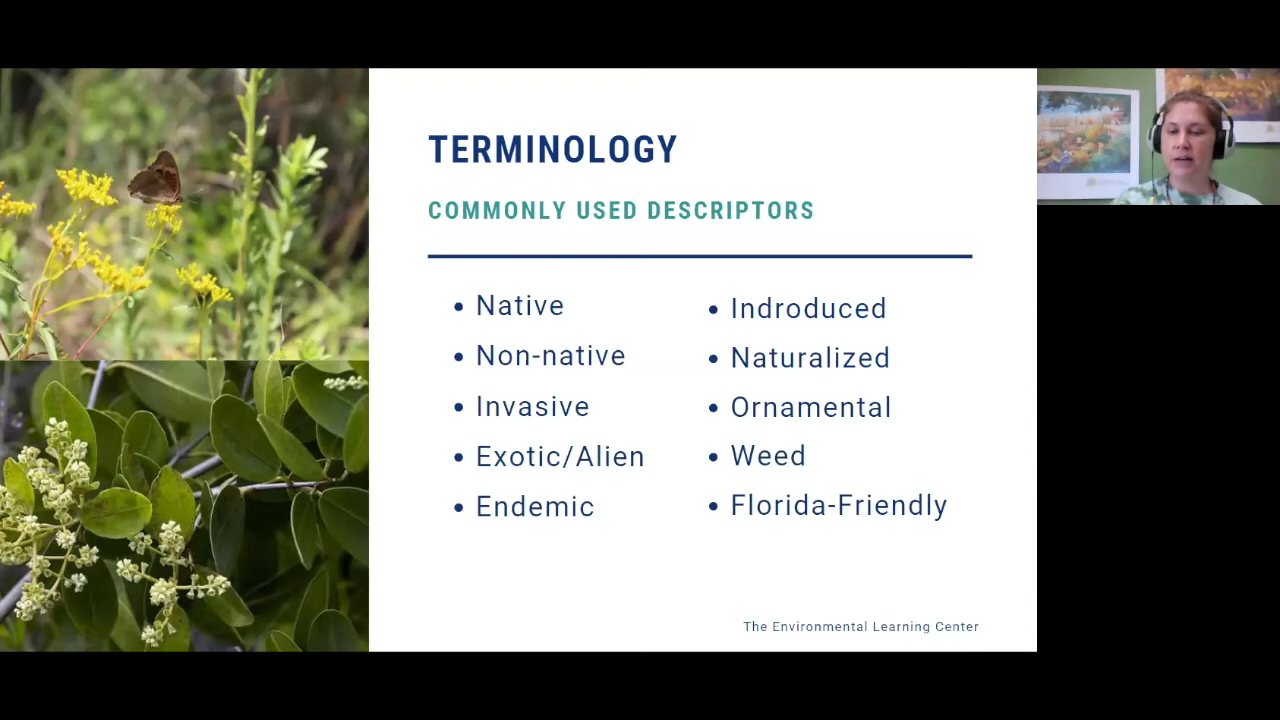 TERMINOLOGY
COMMONLY USED DESCRIPTORS
Native
Non-native
Invasive
Exotic/Alien
Endemic
Indroduced
Naturalized
Ornamental
Weed
Florida-Friendly
The Environmental Learning Center